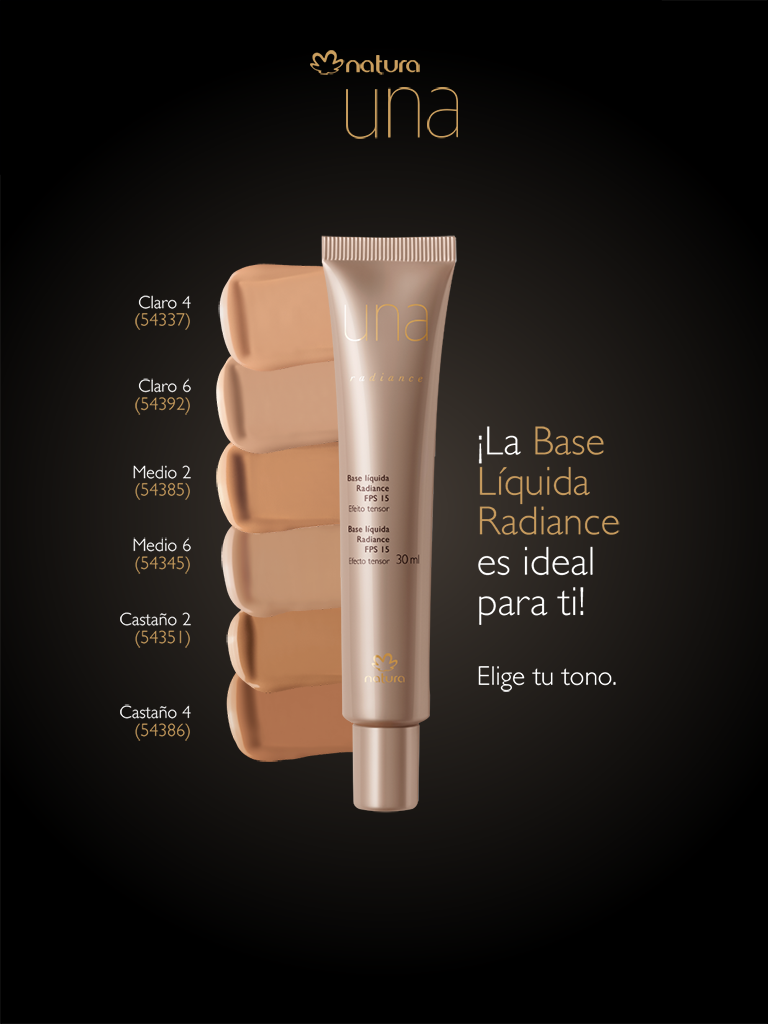 natura
una
Claro 4
(54337)
Claro 6
(54392)
Medio 2
(54385)
Medio 6
(54345)
Castaño 2
(54351)
Castaño 4
(54386)
una
radiance
Base líquida
Radiance
FPS 15
Efeito tensor
Base líquida
Radiance
FPS 15
Efecto tensor 30 ml
natura
¡La Base
Líquida
Radiance
es ideal
para ti!
Elige tu tono.